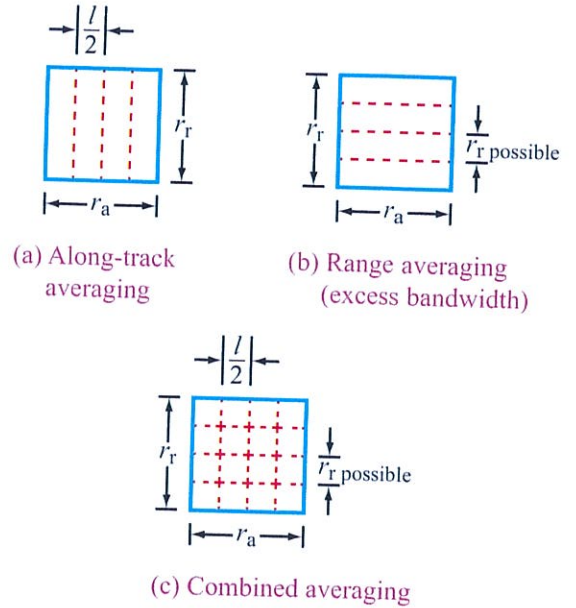 l/2
r_r
r_a
(a) Along-track
averaging
r_r
r_r possible
r_a
(b) Range averaging
(excess bandwidth)
l/2
r_r
r_r possible
r_a
(c) Combined averaging